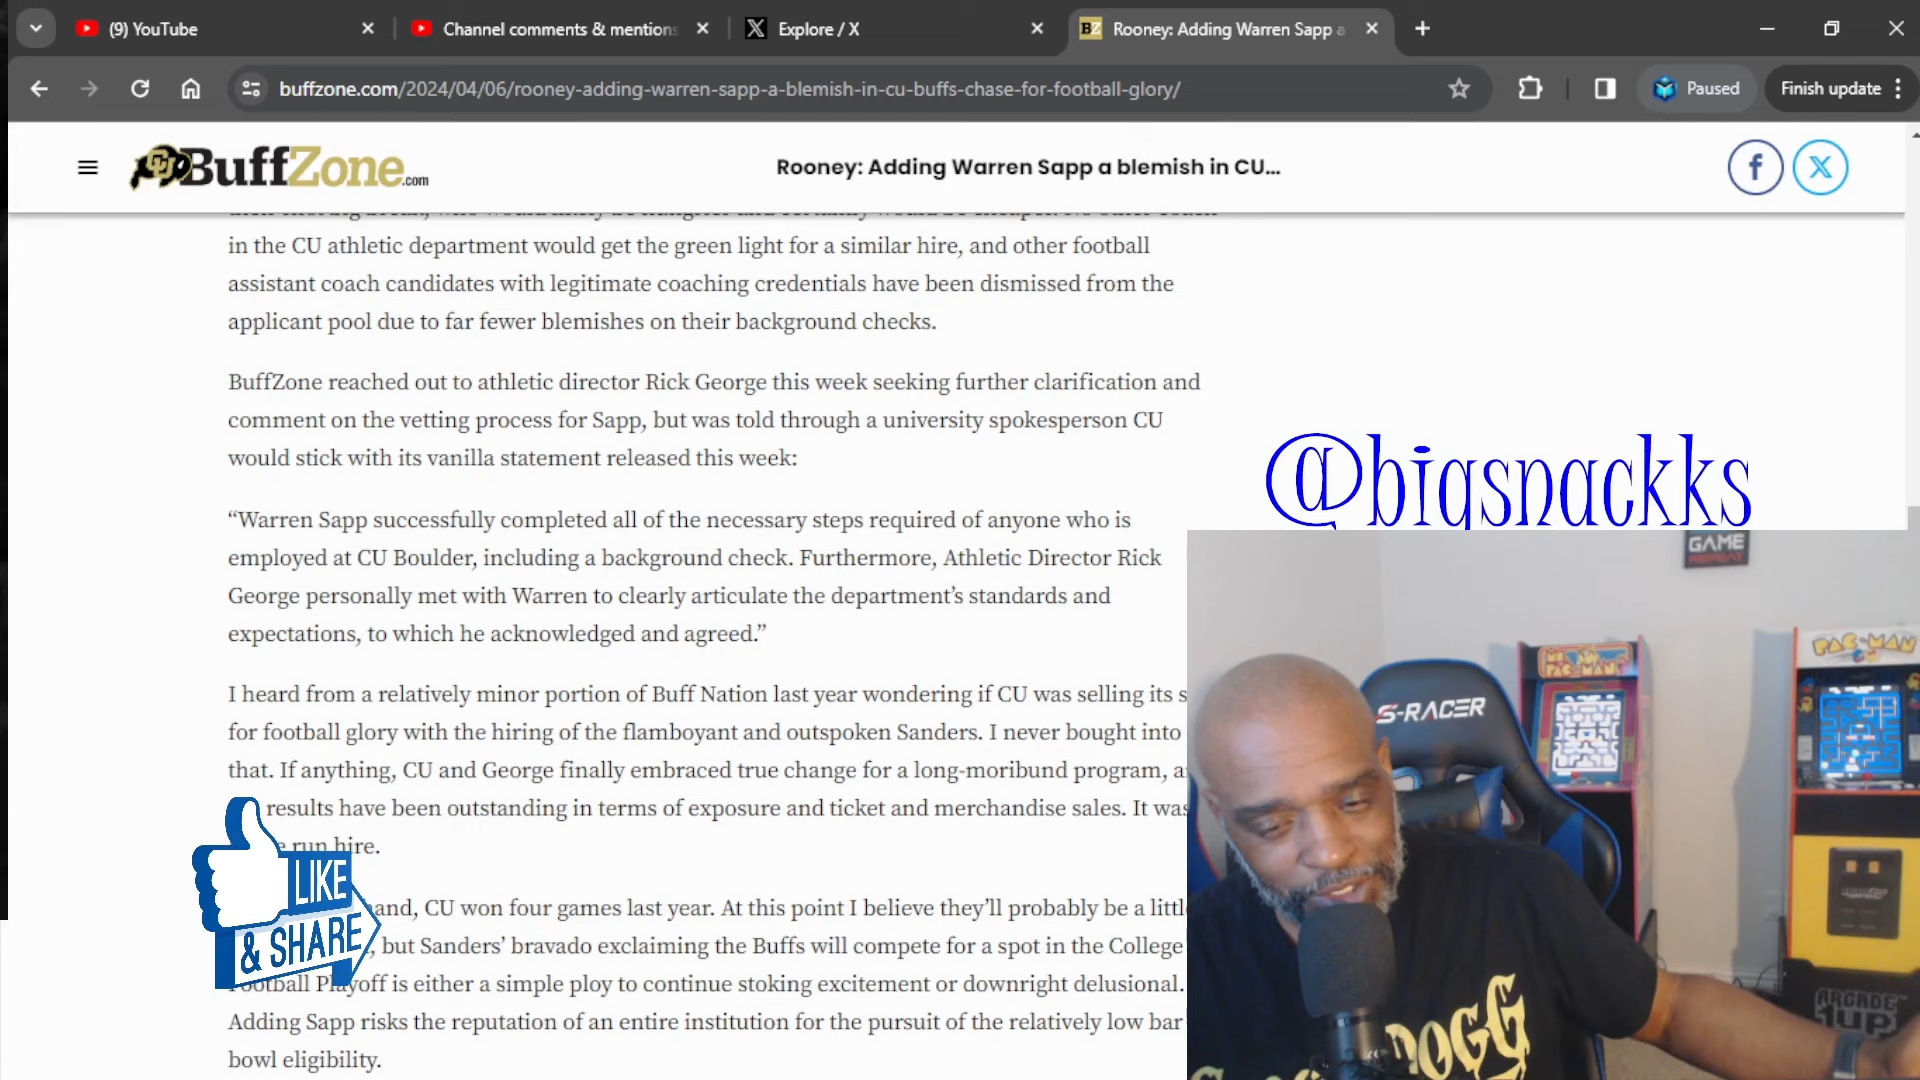 (9) YouTube
Channel comments & mentions
Explore / X
BZ
Rooney: Adding Warren Sapp a
buffzone.com/2024/04/06/rooney-adding-warren-sapp-a-blemish-in-cu-buffs-chase-for-football-glory/
Paused
Finish update
CU
BuffZone.com
Rooney: Adding Warren Sapp a blemish in CU...
in the CU athletic department would get the green light for a similar hire, and other football
assistant coach candidates with legitimate coaching credentials have been dismissed from the
applicant pool due to far fewer blemishes on their background checks.
BuffZone reached out to athletic director Rick George this week seeking further clarification and
comment on the vetting process for Sapp, but was told through a university spokesperson CU
would stick with its vanilla statement released this week:
“Warren Sapp successfully completed all of the necessary steps required of anyone who is
employed at CU Boulder, including a background check. Furthermore, Athletic Director Rick
George personally met with Warren to clearly articulate the department’s standards and
expectations, to which he acknowledged and agreed.”
I heard from a relatively minor portion of Buff Nation last year wondering if CU was selling its s
for football glory with the hiring of the flamboyant and outspoken Sanders. I never bought into
that. If anything, CU and George finally embraced true change for a long-moribund program, a
results have been outstanding in terms of exposure and ticket and merchandise sales. It was
run hire.
hand, CU won four games last year. At this point I believe they’ll probably be a little
, but Sanders’ bravado exclaiming the Buffs will compete for a spot in the College
Football Playoff is either a simple ploy to continue stoking excitement or downright delusional.
Adding Sapp risks the reputation of an entire institution for the pursuit of the relatively low bar
bowl eligibility.
LIKE
& SHARE
@bigsnackks
GAME
REPEAT
S-RACER
MS. PAC-MAN
PAC-MAN
DOGG
ARCADE
1UP